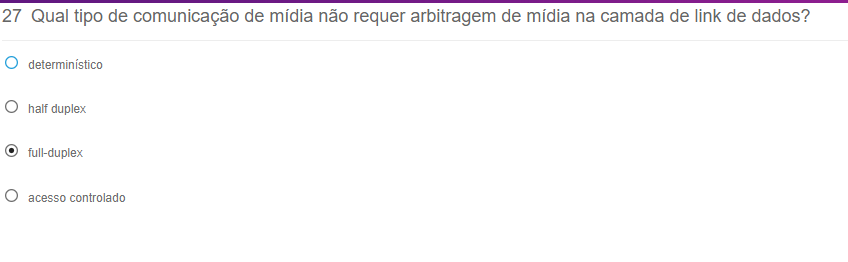 27 Qual tipo de comunicação de mídia não requer arbitragem de mídia na camada de link de dados?
determinístico
half duplex
full-duplex
acesso controlado